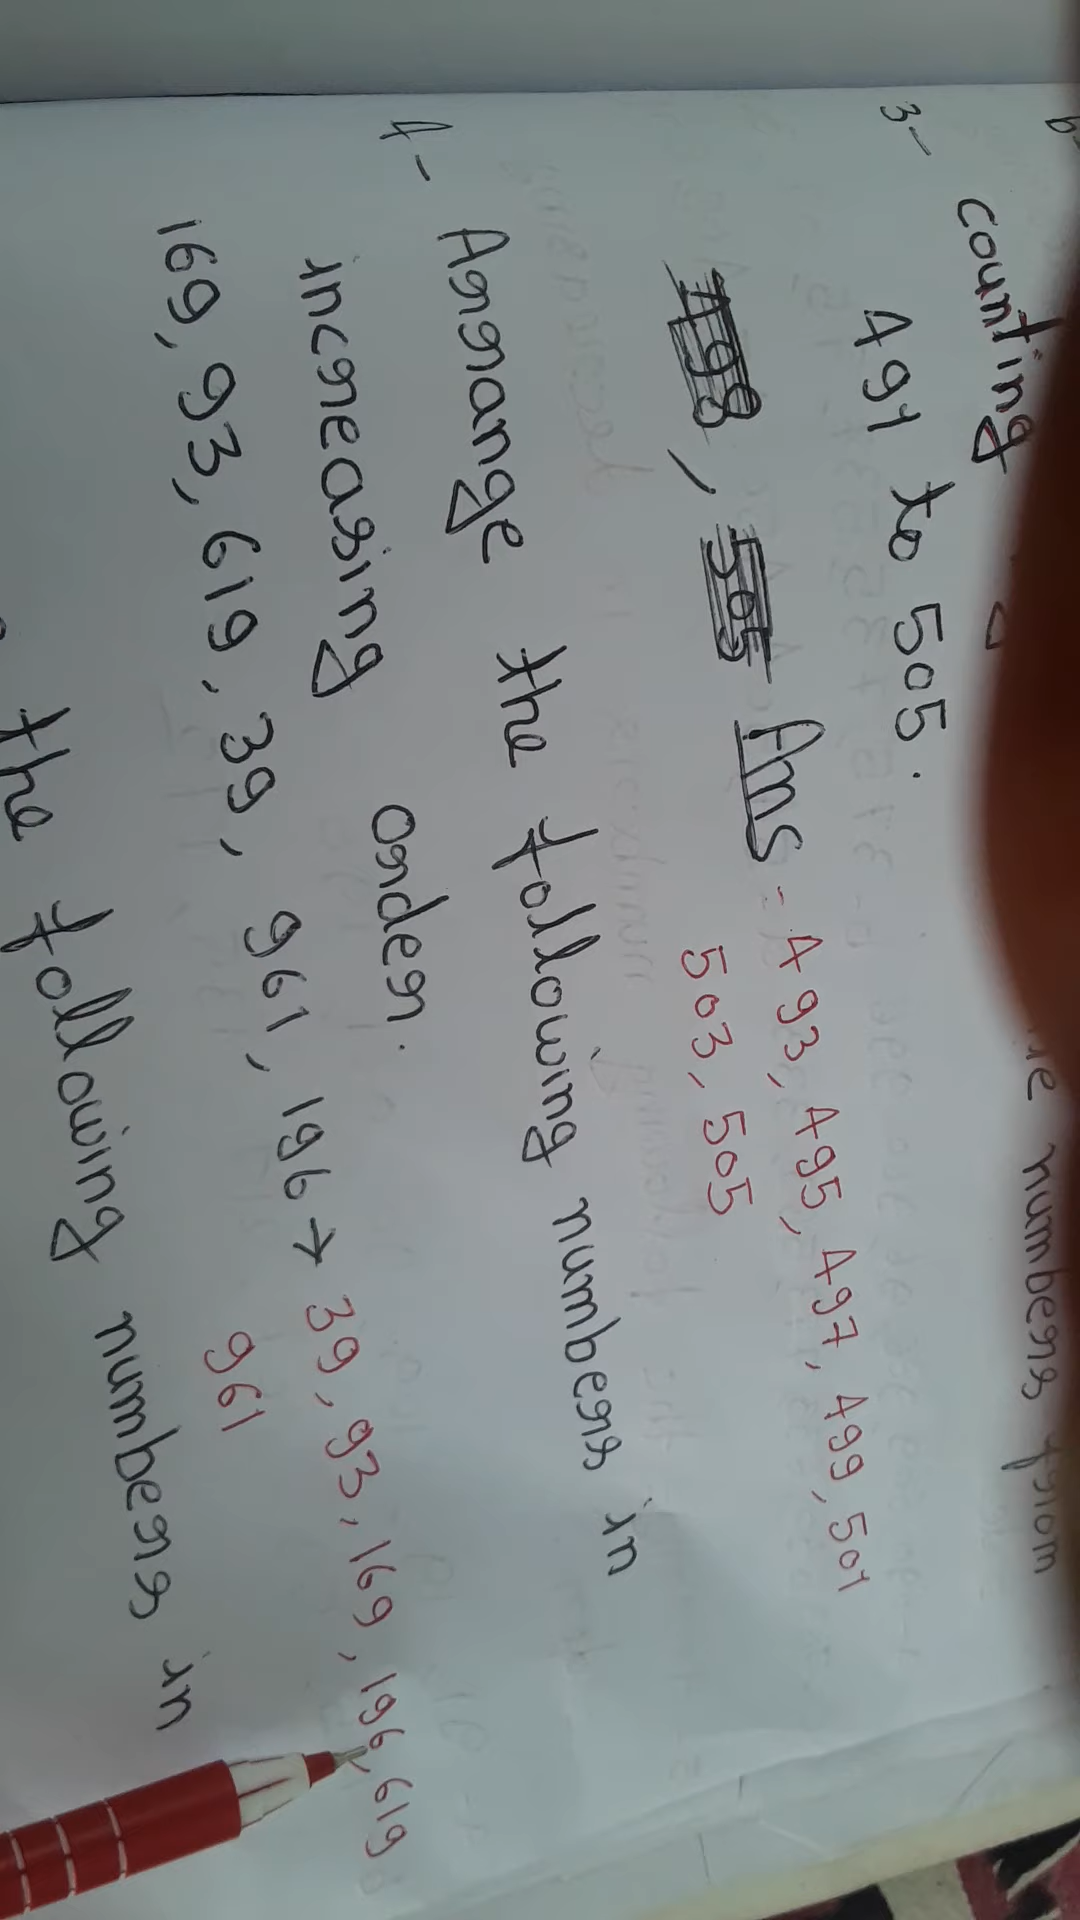 3- counting
numbers from
491 to 505.
Ans = 493, 495, 497, 499, 501
503, 505
4- Arrange the following numbers in
increasing order.
169, 93, 619, 39, 961, 196 → 39, 93, 169, 196, 619
961
the following numbers in